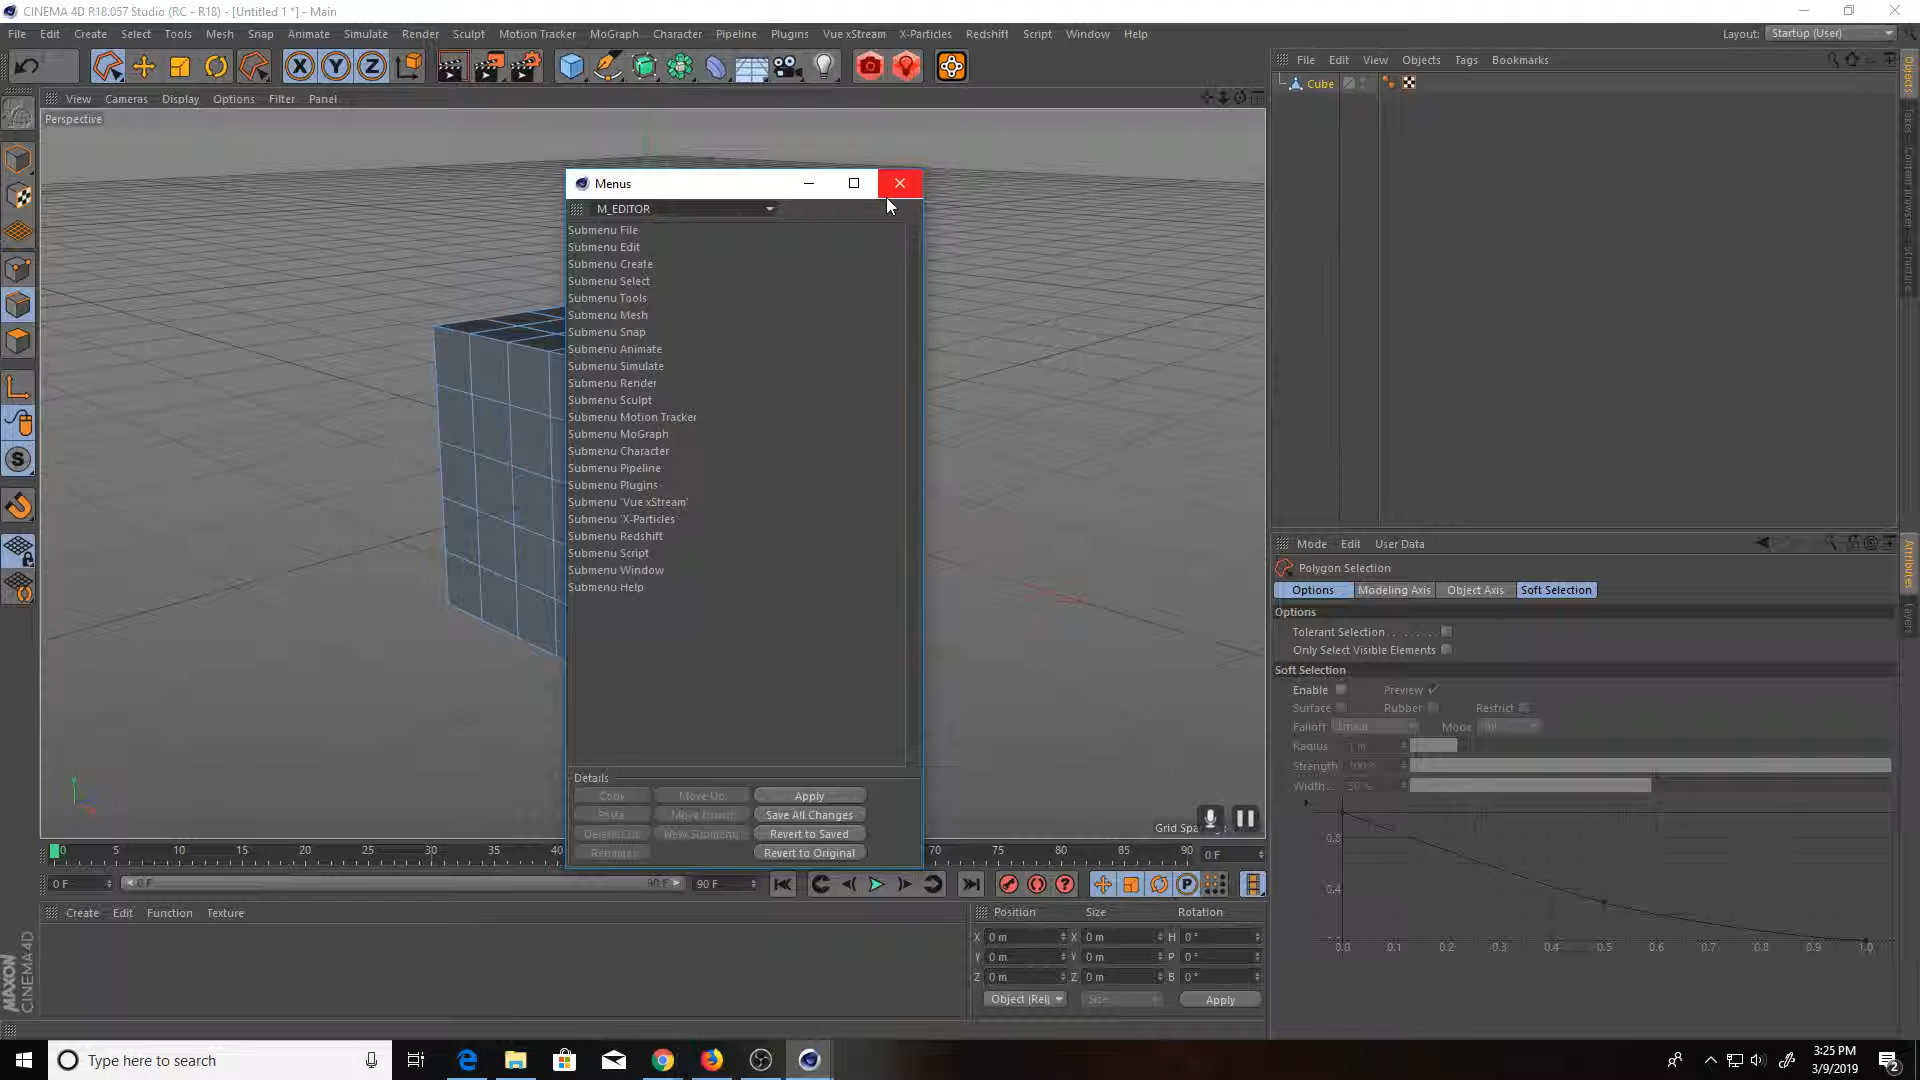 CINEMA 4D R18.057 Studio (RC - R18) - [Untitled 1 *] - Main
File Edit Create Select Tools Mesh Snap Animate Simulate Render Sculpt Motion Tracker MoGraph Character Pipeline Plugins Vue xStream X-Particles Redshift Script Window Help
Layout: Startup (User)
View Cameras Display Options Filter Panel
Perspective
File Edit View Objects Tags Bookmarks
Cube
Objects
Takes
Content Browser
Structure
Menus
M_EDITOR
Submenu File
Submenu Edit
Submenu Create
Submenu Select
Submenu Tools
Submenu Mesh
Submenu Snap
Submenu Animate
Submenu Simulate
Submenu Render
Submenu Sculpt
Submenu Motion Tracker
Submenu MoGraph
Submenu Character
Submenu Pipeline
Submenu Plugins
Submenu 'Vue xStream'
Submenu 'X-Particles
Submenu Redshift
Submenu Script
Submenu Window
Submenu Help
Details
Copy Move Up Apply
Paste Move Down Save All Changes
New Submenu Revert to Saved
Rename Revert to Original
Mode Edit User Data
Polygon Selection
Options Modeling Axis Object Axis Soft Selection
Options
Tolerant Selection . . . . . . . .
Only Select Visible Elements
Soft Selection
Enable Preview
Surface Rubber Restrict
Falloff Linear Mode All
Radius 1 m
Strength 100 %
Width . . 50 %
0.8
0.4
0.0 0.1 0.2 0.3 0.4 0.5 0.6 0.7 0.8 0.9 1.0
Attributes
Layers
Grid Spa
0 5 10 15 20 25 30 35 40 70 75 80 85 90 0 F
0 F 0 F 90 F 90 F
Create Edit Function Texture
Position Size Rotation
X 0 m X 0 m H 0 °
Y 0 m Y 0 m P 0 °
Z 0 m Z 0 m B 0 °
Object (Rel) Size Apply
MAXON
CINEMA 4D
Type here to search
3:25 PM
3/9/2019
2